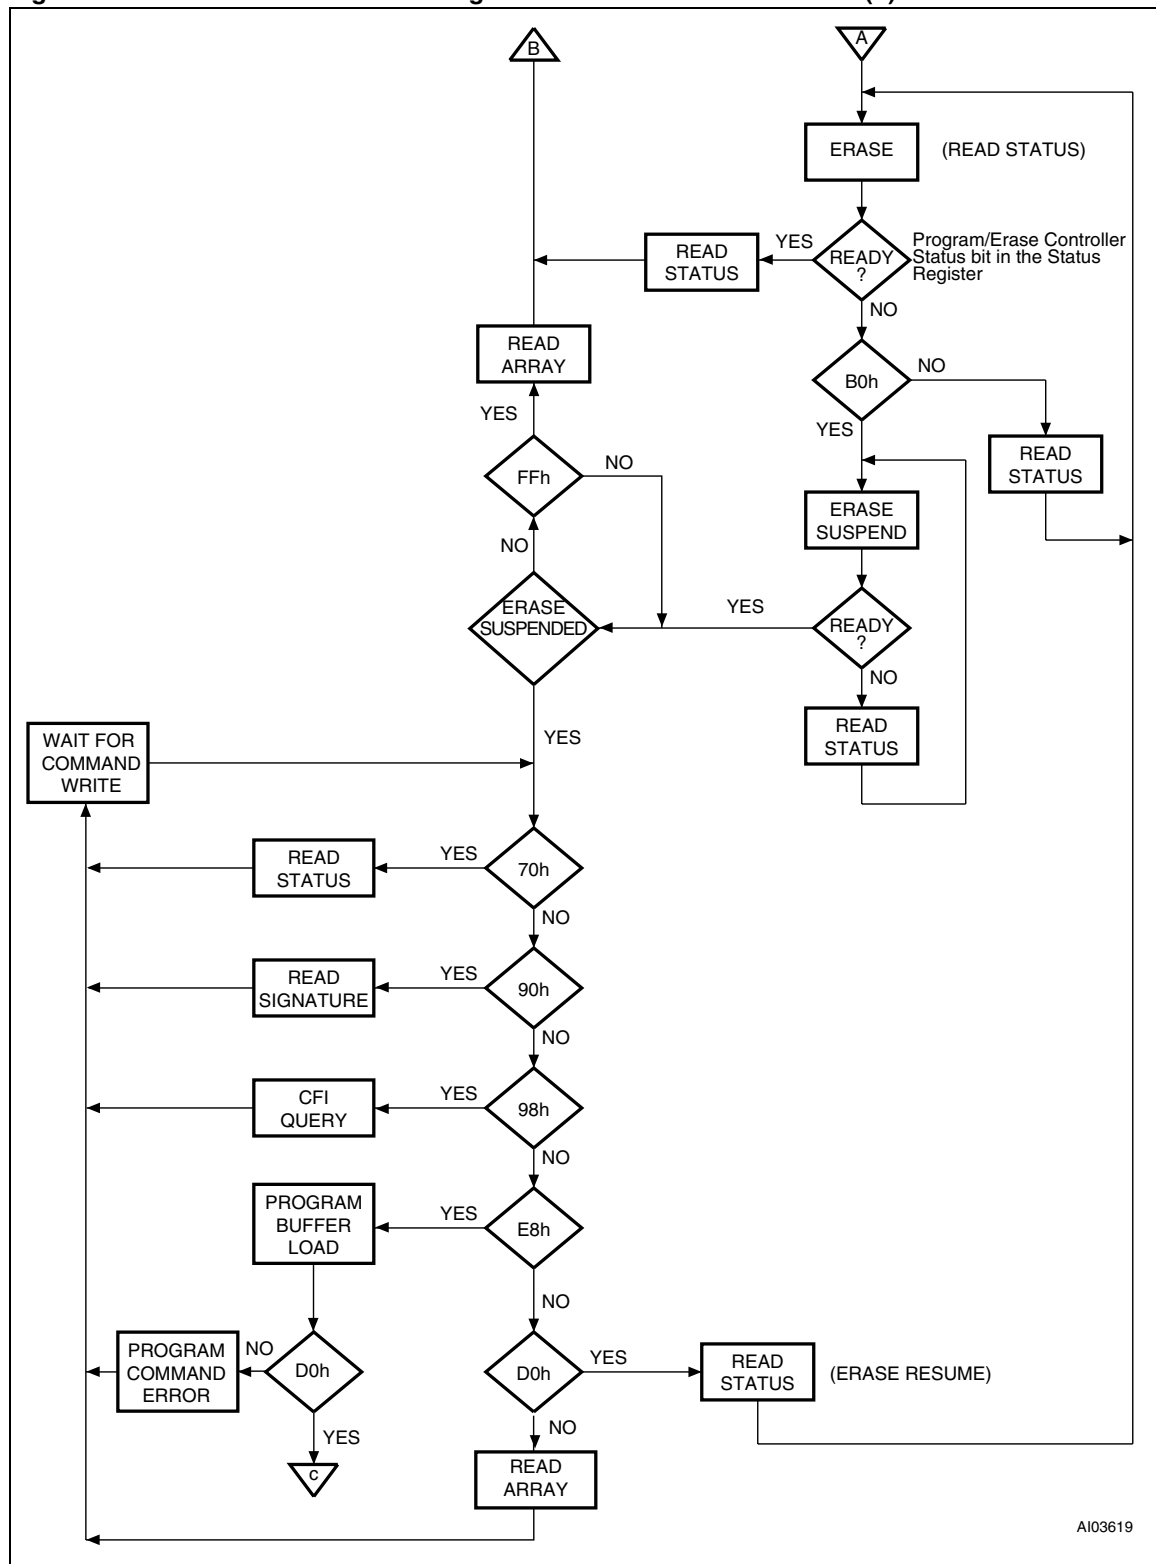 B
A
ERASE
(READ STATUS)
READ
STATUS
YES
READY
?
Program/Erase Controller
Status bit in the Status
Register
NO
READ
ARRAY
B0h
NO
YES
YES
READ
STATUS
FFh
NO
ERASE
SUSPEND
NO
ERASE
SUSPENDED
YES
READY
?
NO
READ
STATUS
YES
WAIT FOR
COMMAND
WRITE
READ
STATUS
YES
70h
NO
READ
SIGNATURE
YES
90h
NO
CFI
QUERY
YES
98h
NO
PROGRAM
BUFFER
LOAD
YES
E8h
NO
PROGRAM
COMMAND
ERROR
NO
D0h
YES
c
D0h
YES
READ
STATUS
(ERASE RESUME)
NO
READ
ARRAY
AI03619